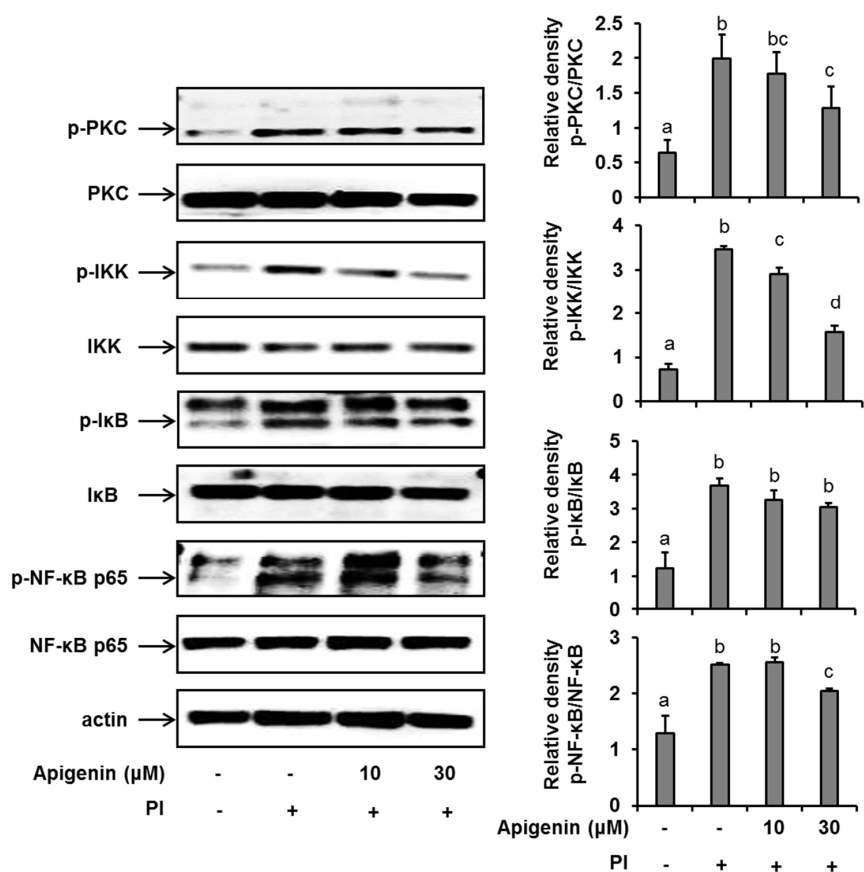 p-PKC
PKC
p-IKK
IKK
p-IκB
IκB
p-NF-κB p65
NF-κB p65
actin
Apigenin (μM) - - 10 30
PI - + + +
Relative density
p-PKC/PKC
2.5
2
1.5
1
0.5
0
a b bc c
Relative density
p-IKK/IKK
4
3
2
1
0
a b c d
Relative density
p-IκB/IκB
5
4
3
2
1
0
a b b b
Relative density
p-NF-κB/NF-κB
3
2
1
0
a b b c
Apigenin (μM) - - 10 30
PI - + + +